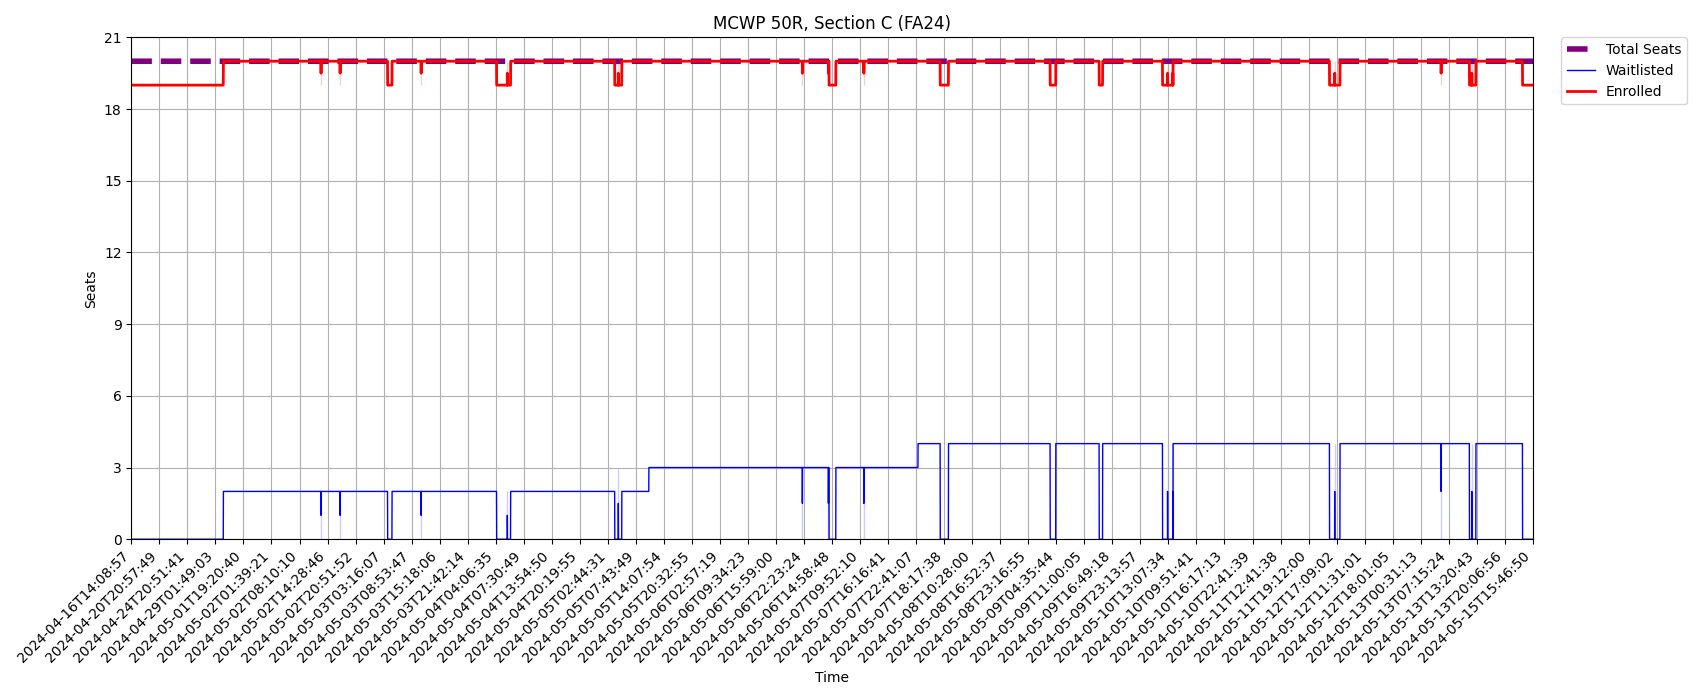 MCWP 50R, Section C (FA24)
Total Seats
Waitlisted
Enrolled
21
18
15
12
9
6
3
0
Seats
2024-04-16T14:08:57
2024-04-20T20:57:49
2024-04-24T20:51:41
2024-04-29T01:49:03
2024-05-01T19:20:40
2024-05-02T01:39:21
2024-05-02T08:10:10
2024-05-02T14:28:46
2024-05-02T20:51:52
2024-05-03T03:16:07
2024-05-03T08:53:47
2024-05-03T15:18:06
2024-05-03T21:42:14
2024-05-04T04:06:35
2024-05-04T07:30:49
2024-05-04T13:54:50
2024-05-04T20:19:55
2024-05-05T02:44:31
2024-05-05T07:43:49
2024-05-05T14:07:54
2024-05-05T20:32:55
2024-05-06T02:57:19
2024-05-06T09:34:23
2024-05-06T15:59:00
2024-05-06T22:23:24
2024-05-06T14:58:48
2024-05-07T09:52:10
2024-05-07T16:16:41
2024-05-07T22:41:07
2024-05-07T18:17:38
2024-05-08T10:28:00
2024-05-08T16:52:37
2024-05-08T23:16:55
2024-05-09T04:35:44
2024-05-09T11:00:05
2024-05-09T16:49:18
2024-05-09T23:13:57
2024-05-10T13:07:34
2024-05-10T09:51:41
2024-05-10T16:17:13
2024-05-10T22:41:39
2024-05-11T12:41:38
2024-05-11T19:12:00
2024-05-12T17:09:02
2024-05-12T11:31:01
2024-05-12T18:01:05
2024-05-13T00:31:13
2024-05-13T07:15:24
2024-05-13T13:20:43
2024-05-13T20:06:56
2024-05-15T15:46:50
Time